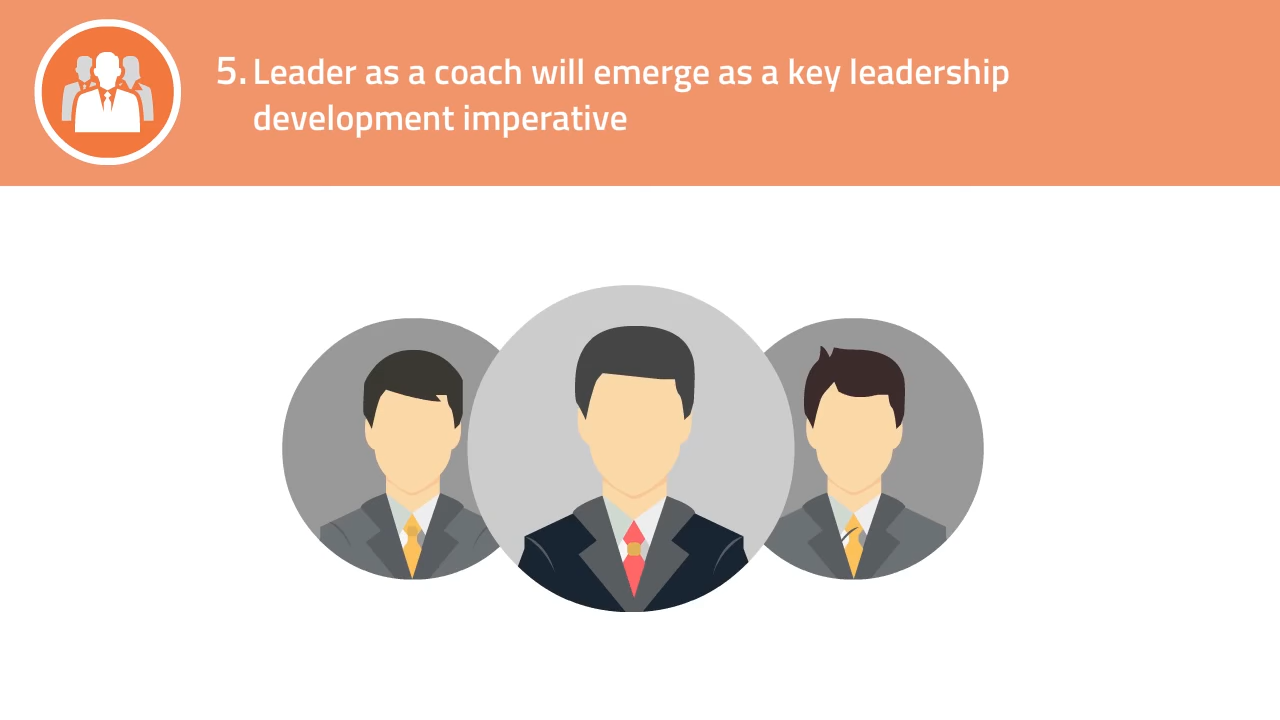 5. Leader as a coach will emerge as a key leadership
development imperative